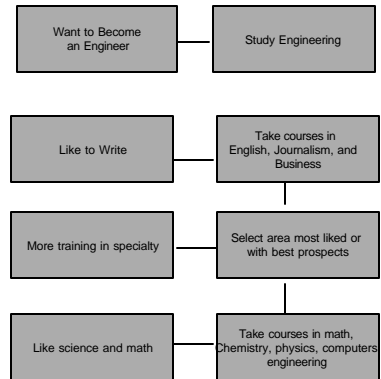 Want to Become
an Engineer
Study Engineering
Like to Write
Take courses in
English, Journalism, and
Business
More training in specialty
Select area most liked or
with best prospects
Like science and math
Take courses in math,
Chemistry, physics, computers
engineering